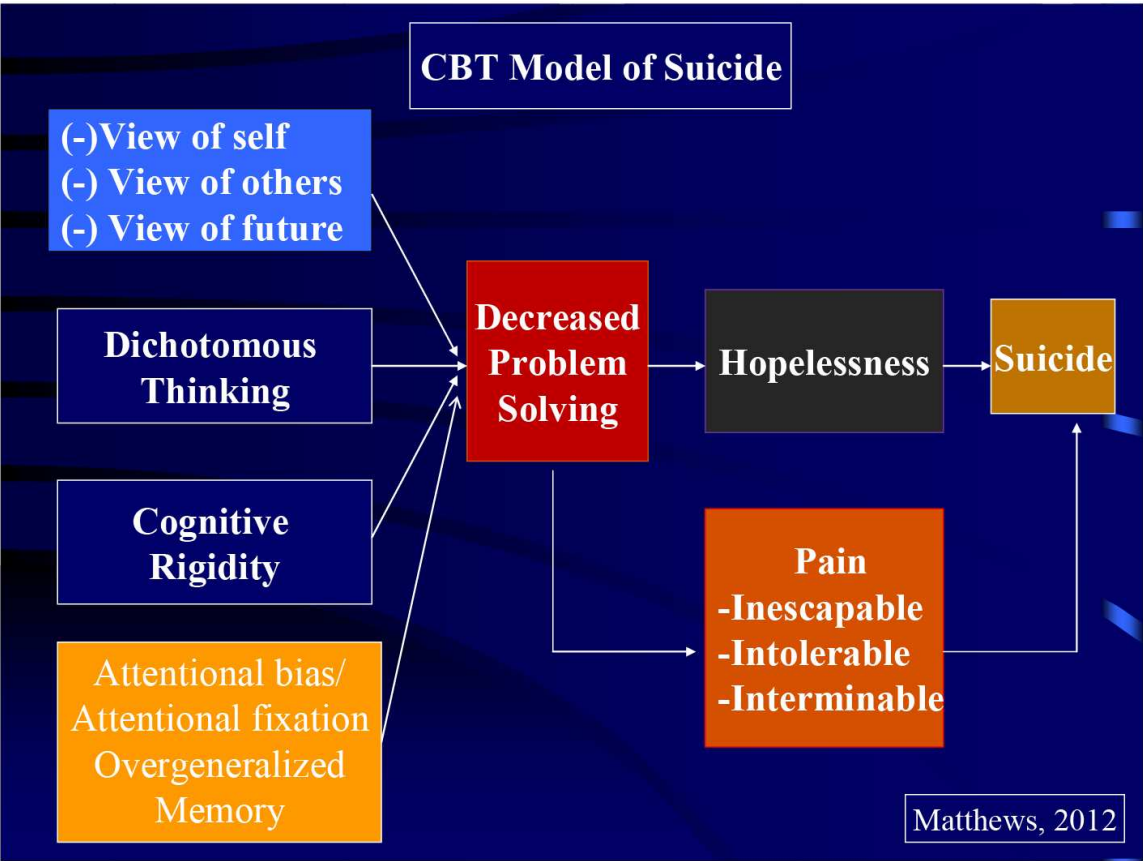 CBT Model of Suicide
(-)View of self
(-) View of others
(-) View of future
Dichotomous
Thinking
Cognitive
Rigidity
Attentional bias/
Attentional fixation
Overgeneralized
Memory
Decreased
Problem
Solving
Hopelessness
Suicide
Pain
-Inescapable
-Intolerable
-Interminable
Matthews, 2012